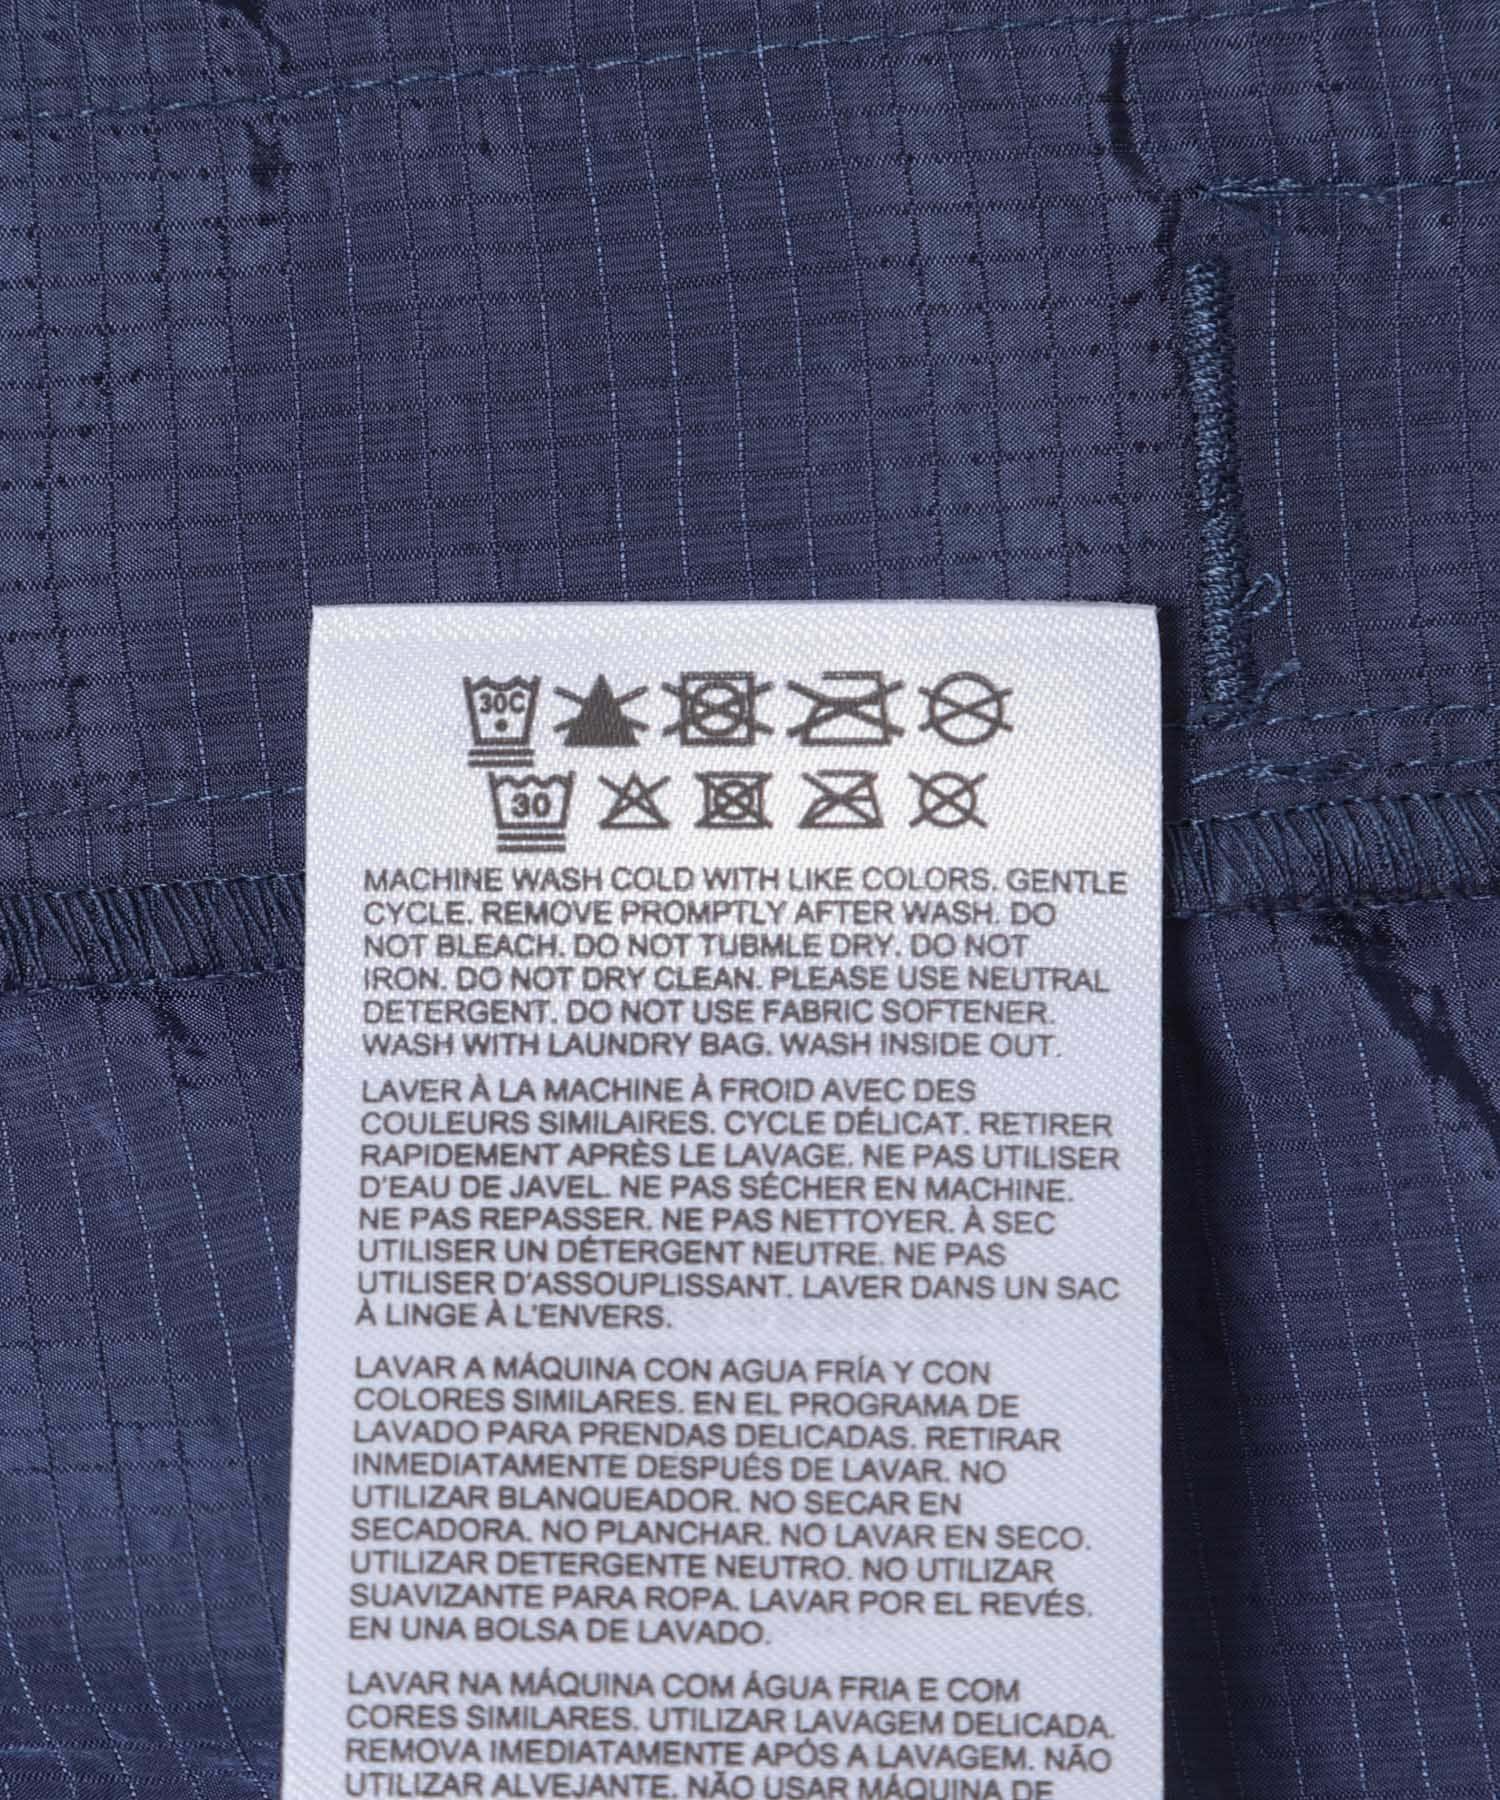 30C
30
MACHINE WASH COLD WITH LIKE COLORS. GENTLE
CYCLE. REMOVE PROMPTLY AFTER WASH. DO
NOT BLEACH. DO NOT TUBMLE DRY. DO NOT
IRON. DO NOT DRY CLEAN. PLEASE USE NEUTRAL
DETERGENT. DO NOT USE FABRIC SOFTENER.
WASH WITH LAUNDRY BAG. WASH INSIDE OUT.
LAVER À LA MACHINE À FROID AVEC DES
COULEURS SIMILAIRES. CYCLE DÉLICAT. RETIRER
RAPIDEMENT APRÈS LE LAVAGE. NE PAS UTILISER
D'EAU DE JAVEL. NE PAS SÉCHER EN MACHINE.
NE PAS REPASSER. NE PAS NETTOYER. À SEC
UTILISER UN DÉTERGENT NEUTRE. NE PAS
UTILISER D'ASSOUPLISSANT. LAVER DANS UN SAC
À LINGE À L'ENVERS.
LAVAR A MÁQUINA CON AGUA FRÍA Y CON
COLORES SIMILARES. EN EL PROGRAMA DE
LAVADO PARA PRENDAS DELICADAS. RETIRAR
INMEDIATAMENTE DESPUÉS DE LAVAR. NO
UTILIZAR BLANQUEADOR. NO SECAR EN
SECADORA. NO PLANCHAR. NO LAVAR EN SECO.
UTILIZAR DETERGENTE NEUTRO. NO UTILIZAR
SUAVIZANTE PARA ROPA. LAVAR POR EL REVÉS.
EN UNA BOLSA DE LAVADO.
LAVAR NA MÁQUINA COM ÁGUA FRIA E COM
CORES SIMILARES. UTILIZAR LAVAGEM DELICADA.
REMOVA IMEDIATAMENTE APÓS A LAVAGEM. NÃO
UTILIZAR ALVEJANTE. NÃO USAR MÁQUINA DE